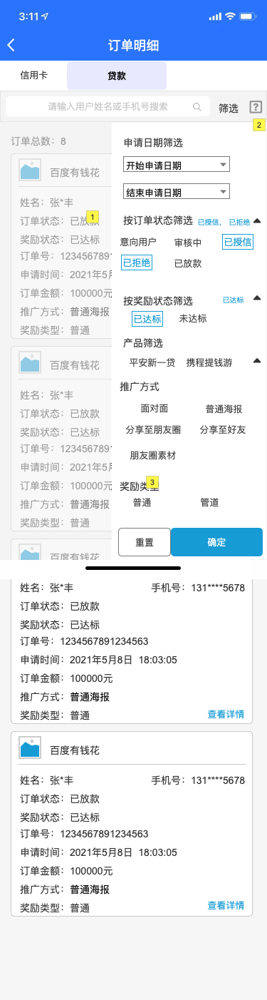 3:11
订单明细
信用卡 贷款
请输入用户姓名或手机号搜索 筛选 ?
2
订单总数：8
百度有钱花
姓名：张*丰
1
订单状态：已放款
奖励状态：已达标
订单号：123456789
申请时间：2021年5月
订单金额：100000元
推广方式：普通海报
奖励类型：普通
百度有钱花
姓名：张*丰
订单状态：已放款
奖励状态：已达标
订单号：123456789
申请时间：2021年5月
订单金额：100000元
推广方式：普通海报
奖励类型：普通
百度有钱花
申请日期筛选
开始申请日期
结束申请日期
按订单状态筛选 已授信， 已拒绝
意向用户 审核中 已授信
已拒绝 已放款
按奖励状态筛选 已达标
已达标 未达标
产品筛选
平安新一贷 携程提钱游
推广方式
面对面 普通海报
分享至朋友圈 分享至好友
朋友圈素材
奖励类型
3
普通 管道
重置 确定
姓名：张*丰 手机号：131****5678
订单状态：已放款
奖励状态：已达标
订单号：1234567891234563
申请时间：2021年5月8日 18:03:05
订单金额：100000元
推广方式：普通海报
奖励类型：普通 查看详情
百度有钱花
姓名：张*丰 手机号：131****5678
订单状态：已放款
奖励状态：已达标
订单号：1234567891234563
申请时间：2021年5月8日 18:03:05
订单金额：100000元
推广方式：普通海报
奖励类型：普通 查看详情